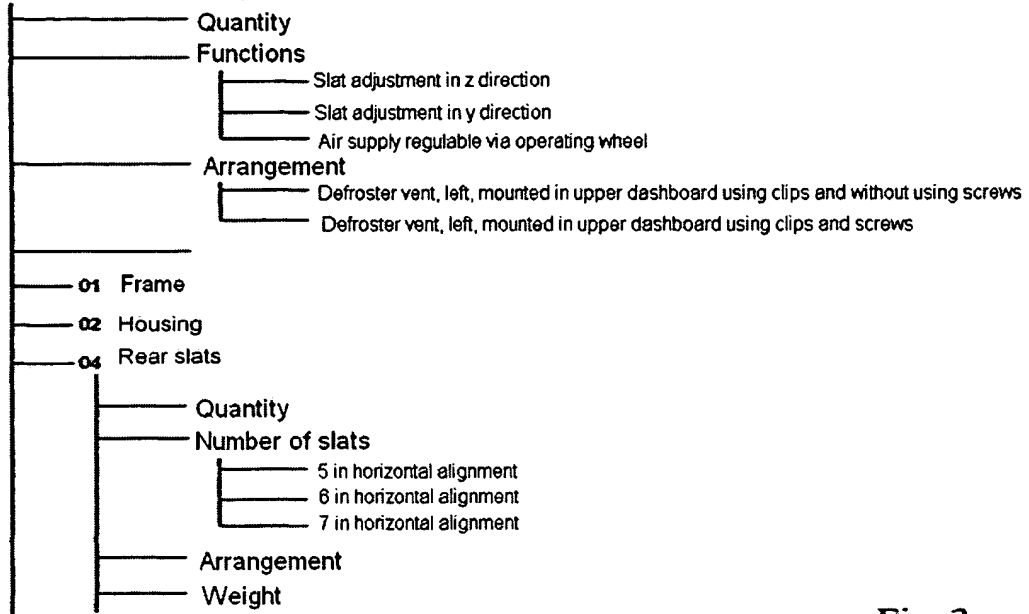 Quantity
Functions
Slat adjustment in z direction
Slat adjustment in y direction
Air supply regulable via operating wheel
Arrangement
Defroster vent, left, mounted in upper dashboard using clips and without using screws
Defroster vent, left, mounted in upper dashboard using clips and screws
01 Frame
02 Housing
04 Rear slats
Quantity
Number of slats
5 in horizontal alignment
6 in horizontal alignment
7 in horizontal alignment
Arrangement
Weight